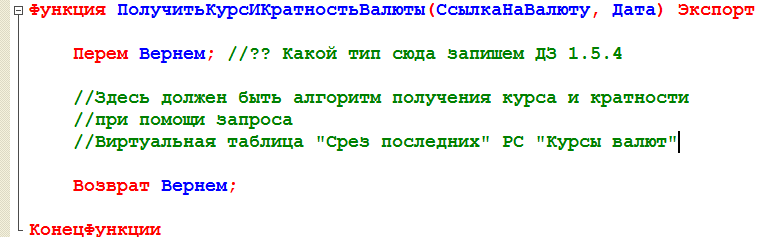 Функция ПолучитьКурсИКратностьВалюты(СсылкаНаВалюту, Дата) Экспорт
Перем Вернем; //?? Какой тип сюда запишем ДЗ 1.5.4
//Здесь должен быть алгоритм получения курса и кратности
//при помощи запроса
//Виртуальная таблица "Срез последних" РС "Курсы валют"
Возврат Вернем;
КонецФункции